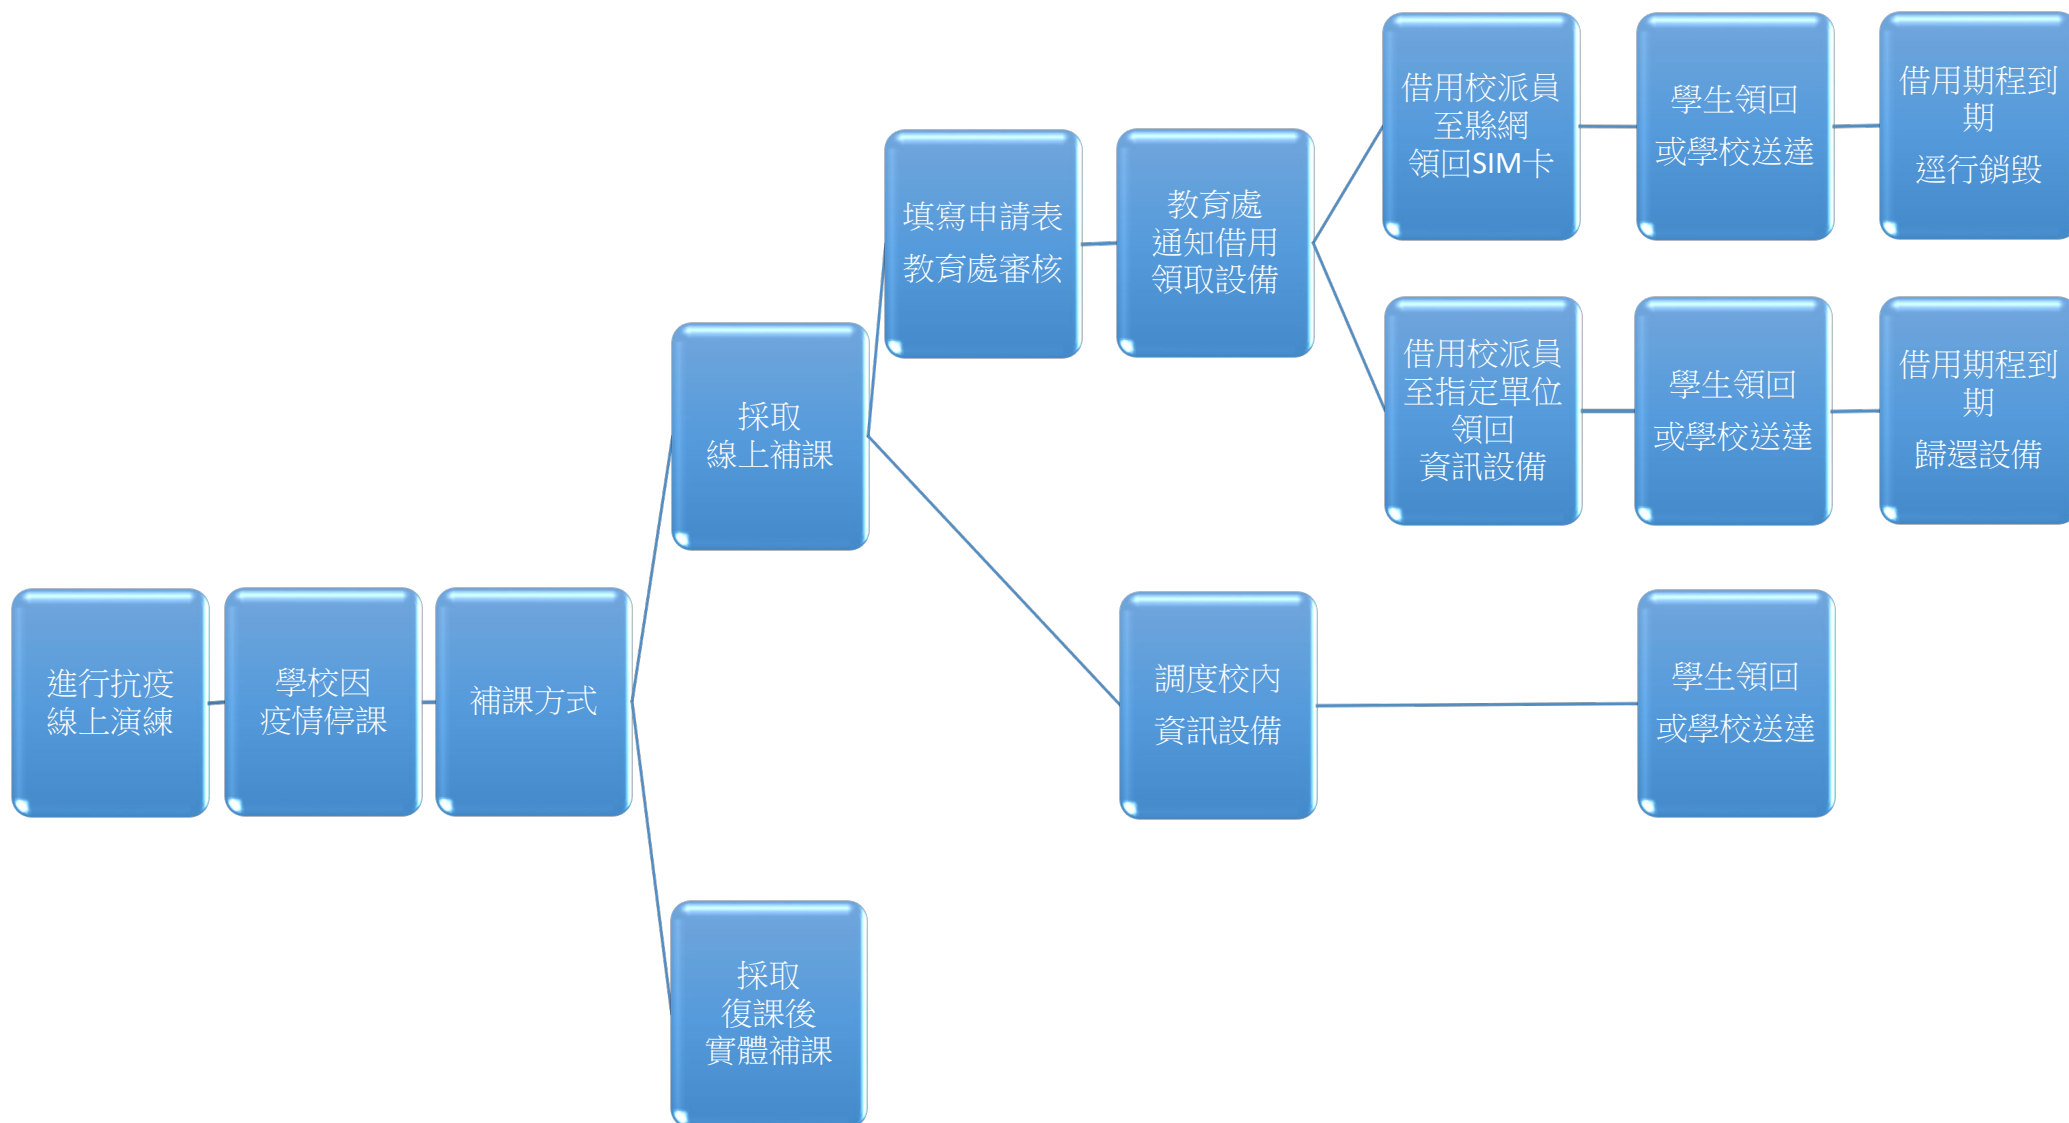 進行抗疫
線上演練
學校因
疫情停課
補課方式
採取
線上補課
採取
復課後
實體補課
填寫申請表
教育處審核
教育處
通知借用
領取設備
借用校派員
至縣網
領回SIM卡
學生領回
或學校送達
借用期程到
期
逕行銷毀
借用校派員
至指定單位
領回
資訊設備
學生領回
或學校送達
借用期程到
期
歸還設備
調度校內
資訊設備
學生領回
或學校送達